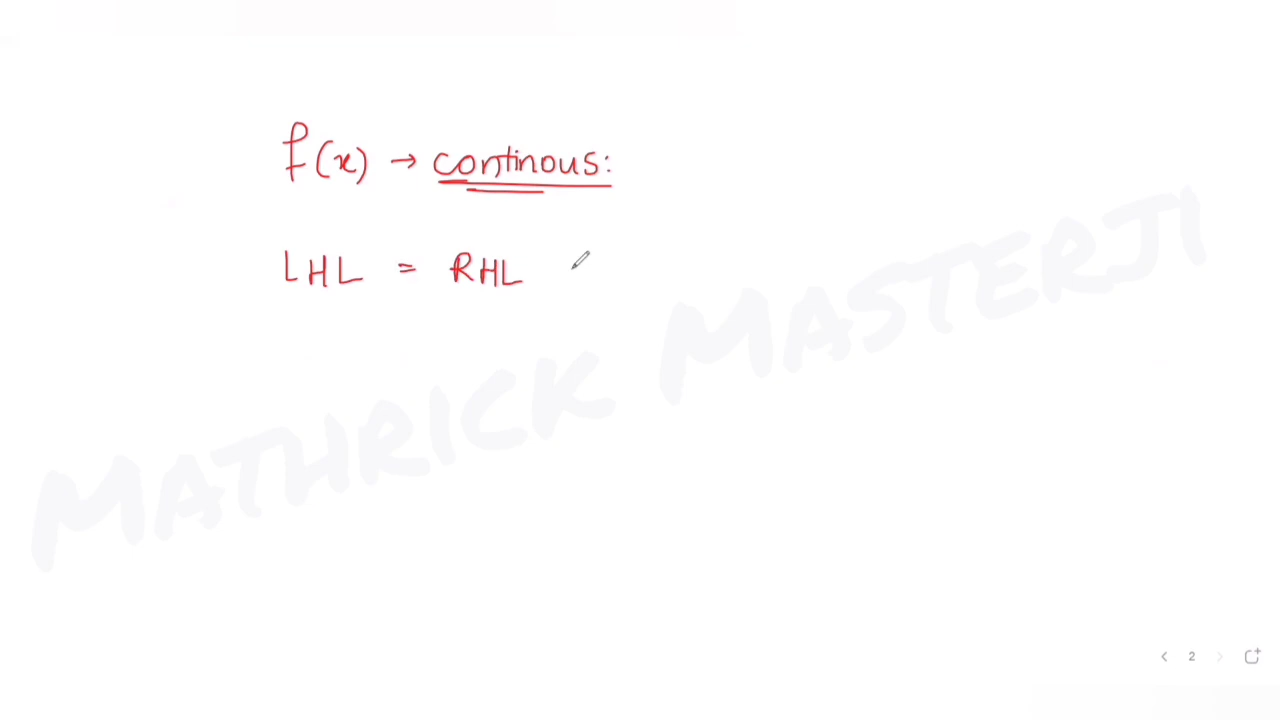 f(x) → continous:
LHL = RHL
MATHRICK MASTERJI
2